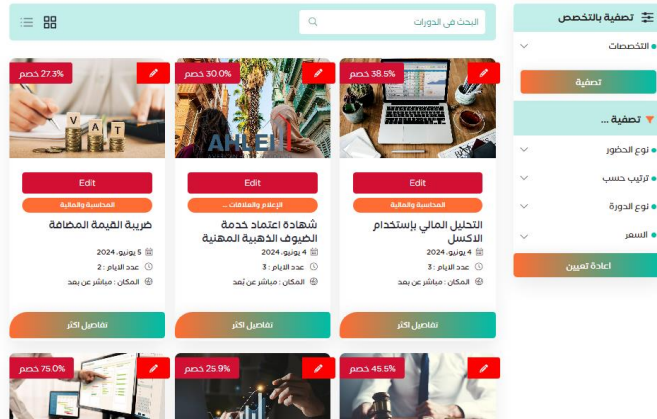 تصفية بالتخصص
التخصصات
تصفية
تصفية ...
نوع الحضور
ترتيب حسب
نوع الدورة
السعر
اعادة تعيين
البحث في الدورات
38.5% خصم
Edit
المحاسبة والمالية
التحليل المالي بإستخدام
الاكسل
4 يونيو، 2024
عدد الايام : 3
المكان : مباشر عن بعد
تفاصيل اكثر
30.0% خصم
AHLEI
Edit
الإعلام والعلاقات ...
شهادة اعتماد خدمة
الضيوف الذهبية المهنية
4 يونيو، 2024
عدد الايام : 3
المكان : مباشر عن بُعد
تفاصيل اكثر
27.3% خصم
V A T
Edit
المحاسبة والمالية
ضريبة القيمة المضافة
5 يونيو، 2024
عدد الايام : 2
المكان : مباشر عن بعد
تفاصيل اكثر
45.5% خصم
25.9% خصم
75.0% خصم